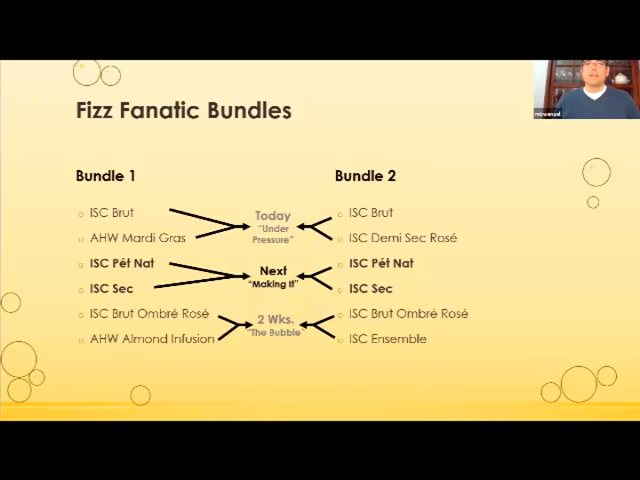 Fizz Fanatic Bundles
Bundle 1
Bundle 2
ISC Brut
AHW Mardi Gras
ISC Pét Nat
ISC Sec
ISC Brut Ombré Rosé
AHW Almond Infusion
Today
"Under
Pressure"
Next
"Making It"
2 Wks.
"The Bubble"
ISC Brut
ISC Demi Sec Rosé
ISC Pét Nat
ISC Sec
ISC Brut Ombré Rosé
ISC Ensemble